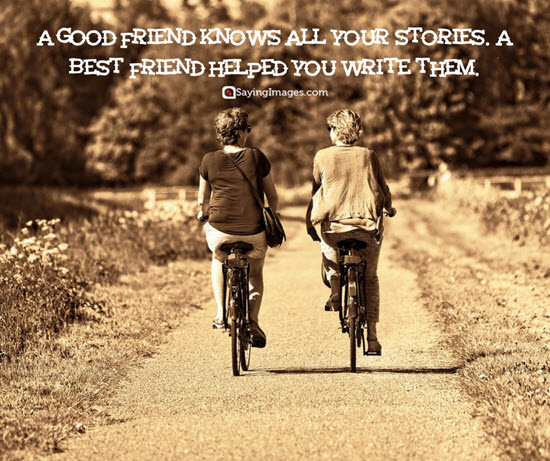 A GOOD FRIEND KNOWS ALL YOUR STORIES. A
BEST FRIEND HELPED YOU WRITE THEM.
SayingImages.com